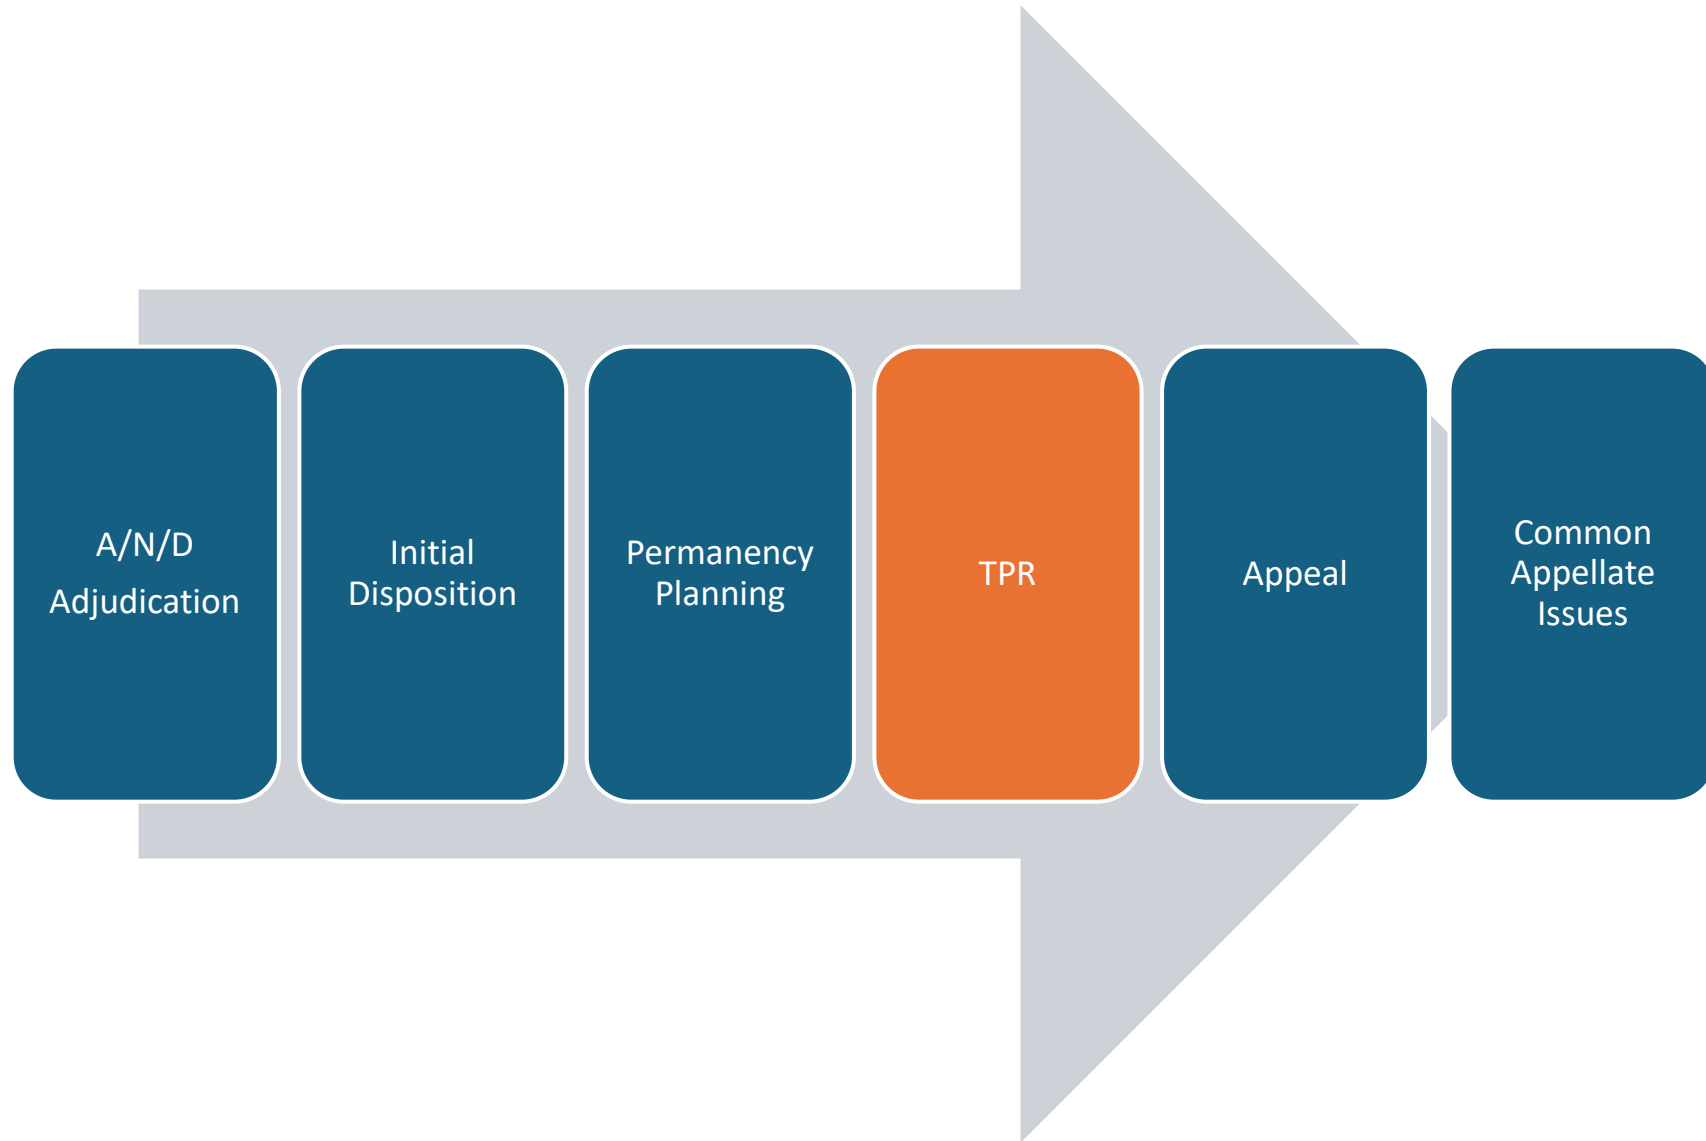 A/N/D
Adjudication
Initial
Disposition
Permanency
Planning
TPR
Appeal
Common
Appellate
Issues